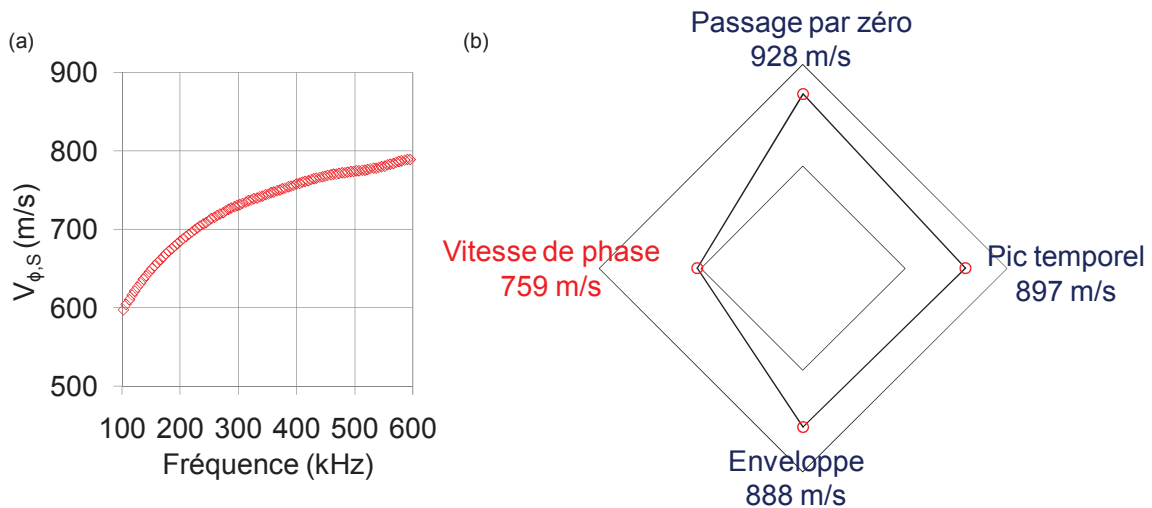 (a)
900
800
700
600
500
100 200 300 400 500 600
Fréquence (kHz)
Vϕ,S (m/s)
(b)
Passage par zéro
928 m/s
Vitesse de phase
759 m/s
Pic temporel
897 m/s
Enveloppe
888 m/s